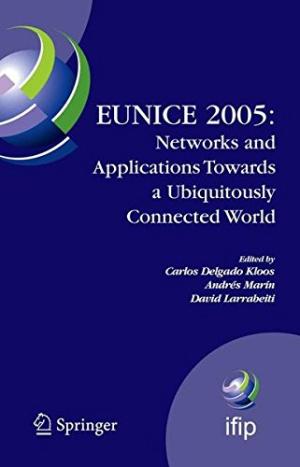 EUNICE 2005:
Networks and
Applications Towards
a Ubiquitously
Connected World
Edited by
Carlos Delgado Kloos
Andrés Marín
David Larrabeiti
Springer
ifip